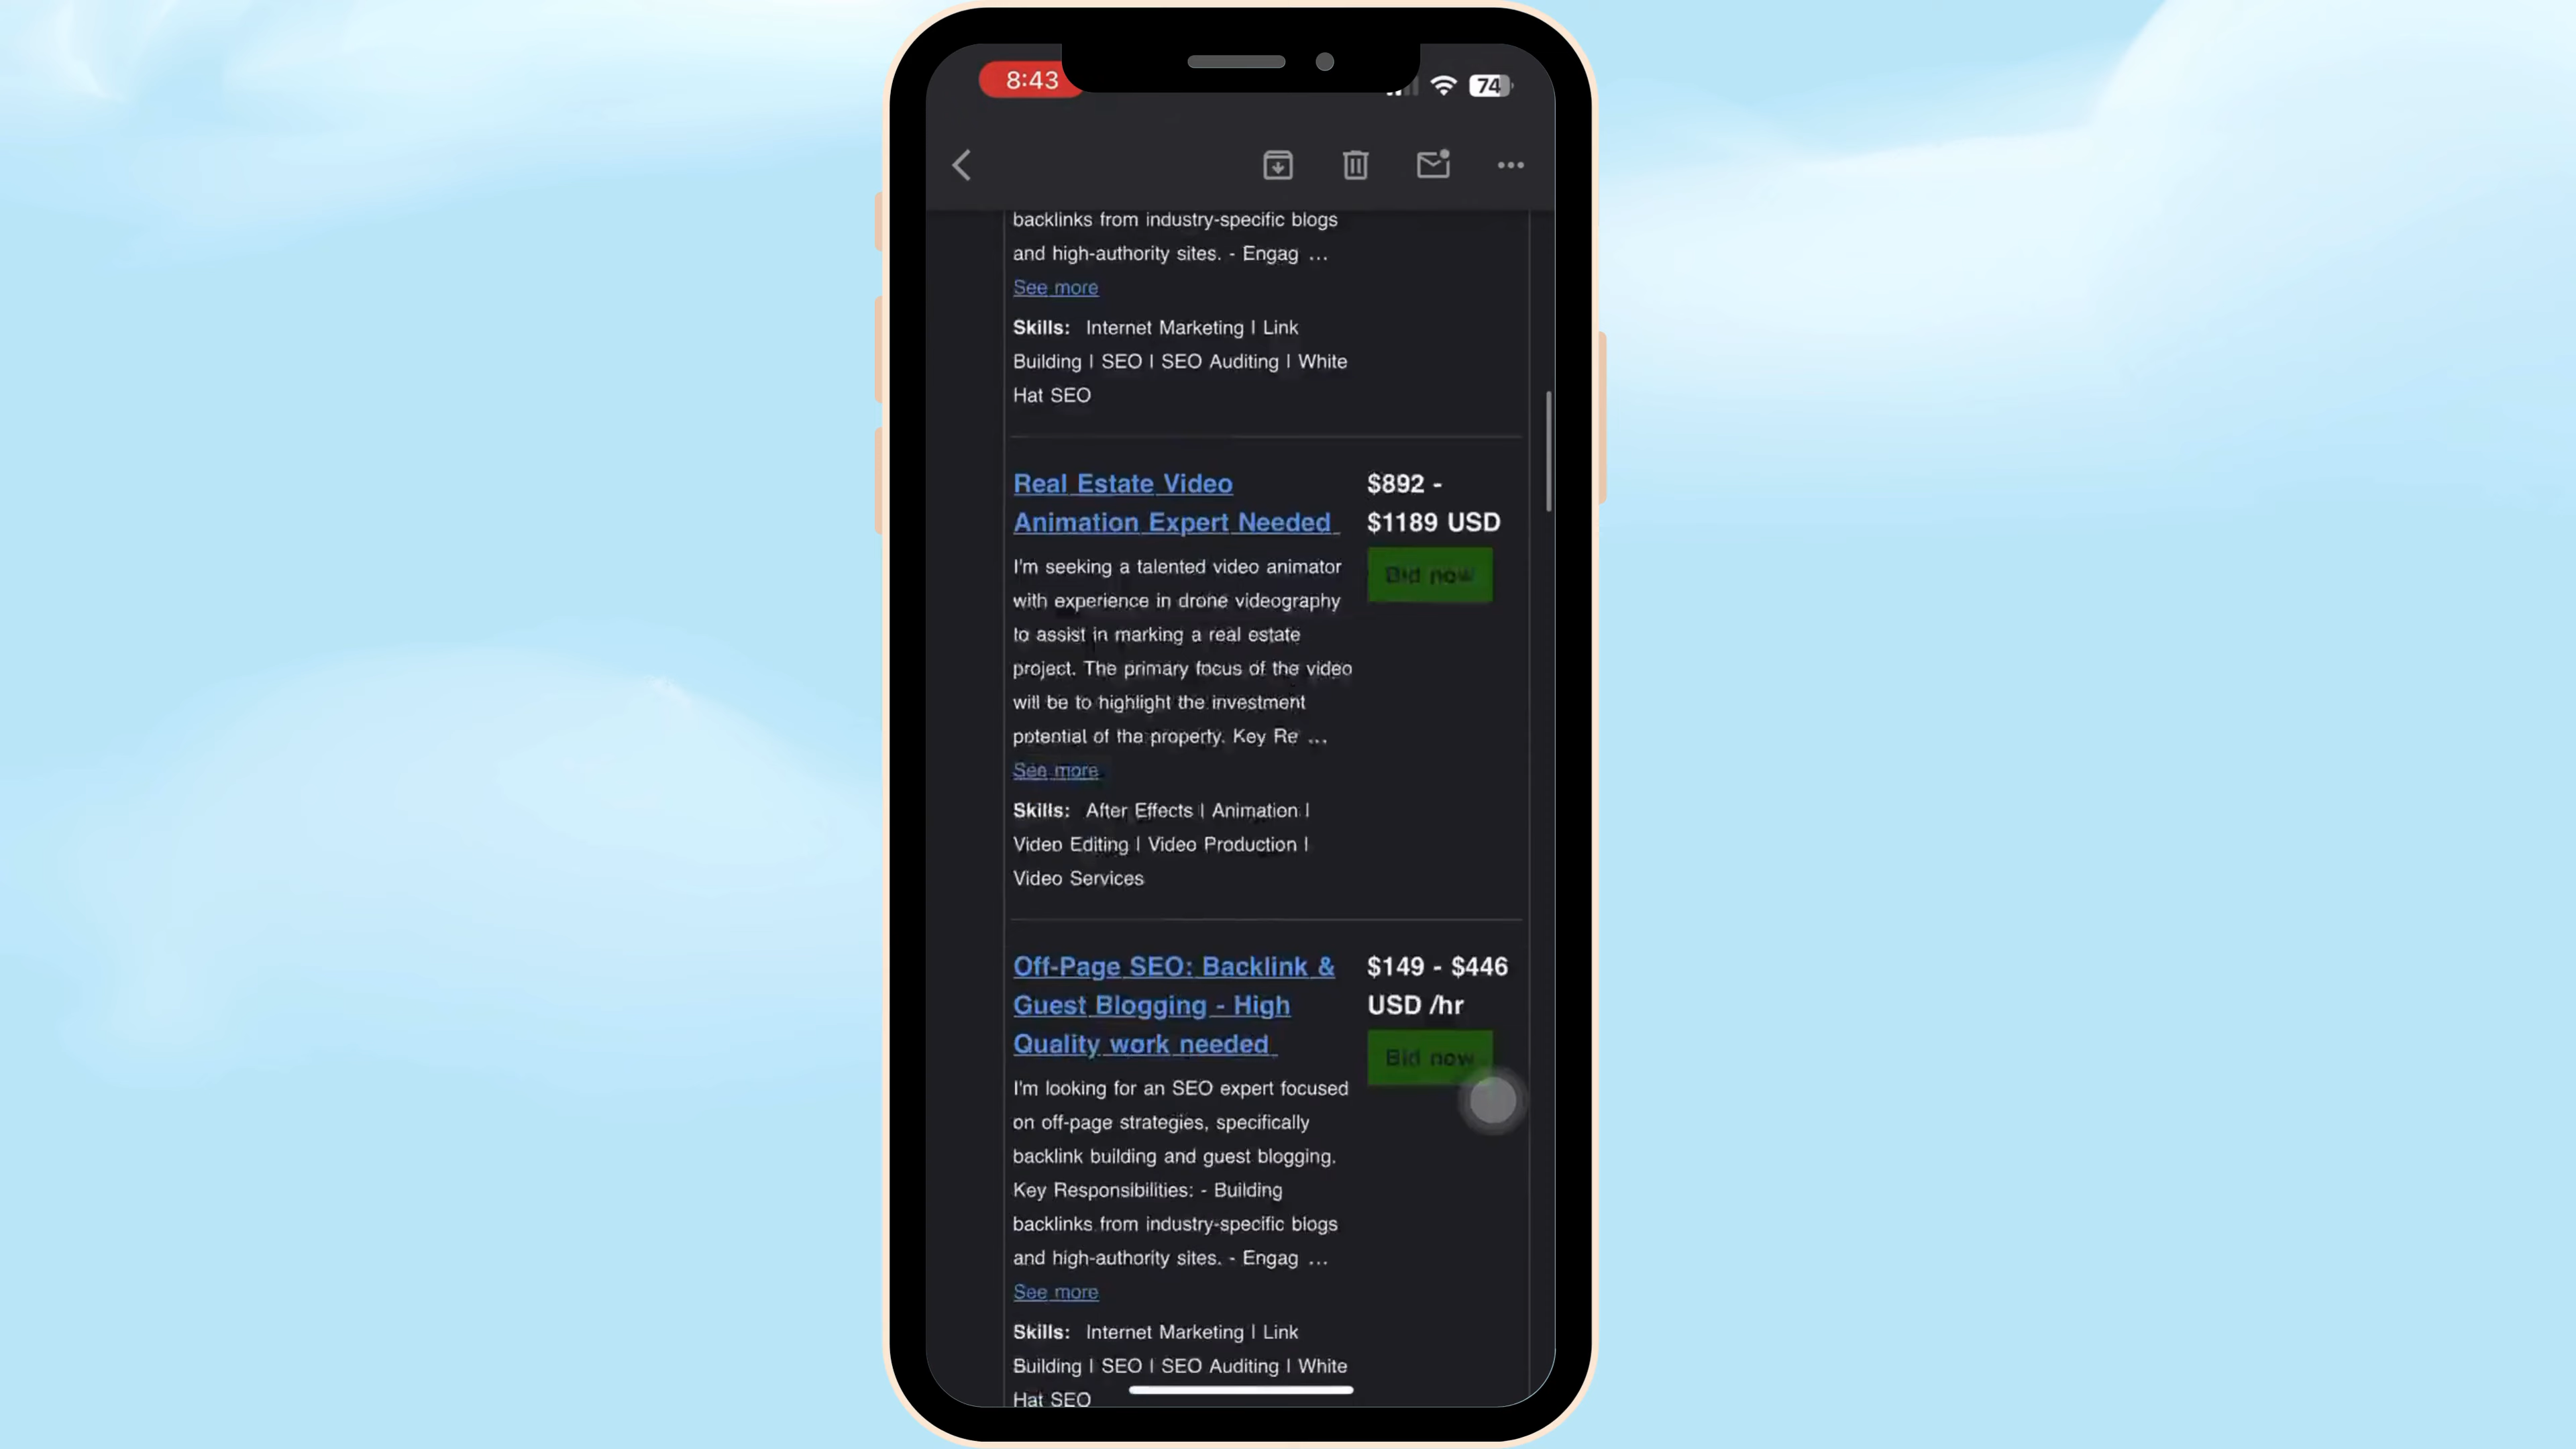 8:43
74
backlinks from industry-specific blogs
and high-authority sites. - Engag ...
See more
Skills: Internet Marketing | Link
Building | SEO | SEO Auditing | White
Hat SEO
Real Estate Video
Animation Expert Needed
$892 -
$1189 USD
Bid now
I'm seeking a talented video animator
with experience in drone videography
to assist in marking a real estate
project. The primary focus of the video
will be to highlight the investment
potential of the property. Key Re ...
See more
Skills: After Effects | Animation |
Video Editing | Video Production |
Video Services
Off-Page SEO: Backlink &
Guest Blogging - High
Quality work needed
$149 - $446
USD /hr
Bid now
I'm looking for an SEO expert focused
on off-page strategies, specifically
backlink building and guest blogging.
Key Responsibilities: - Building
backlinks from industry-specific blogs
and high-authority sites. - Engag ...
See more
Skills: Internet Marketing | Link
Building | SEO | SEO Auditing | White
Hat SEO